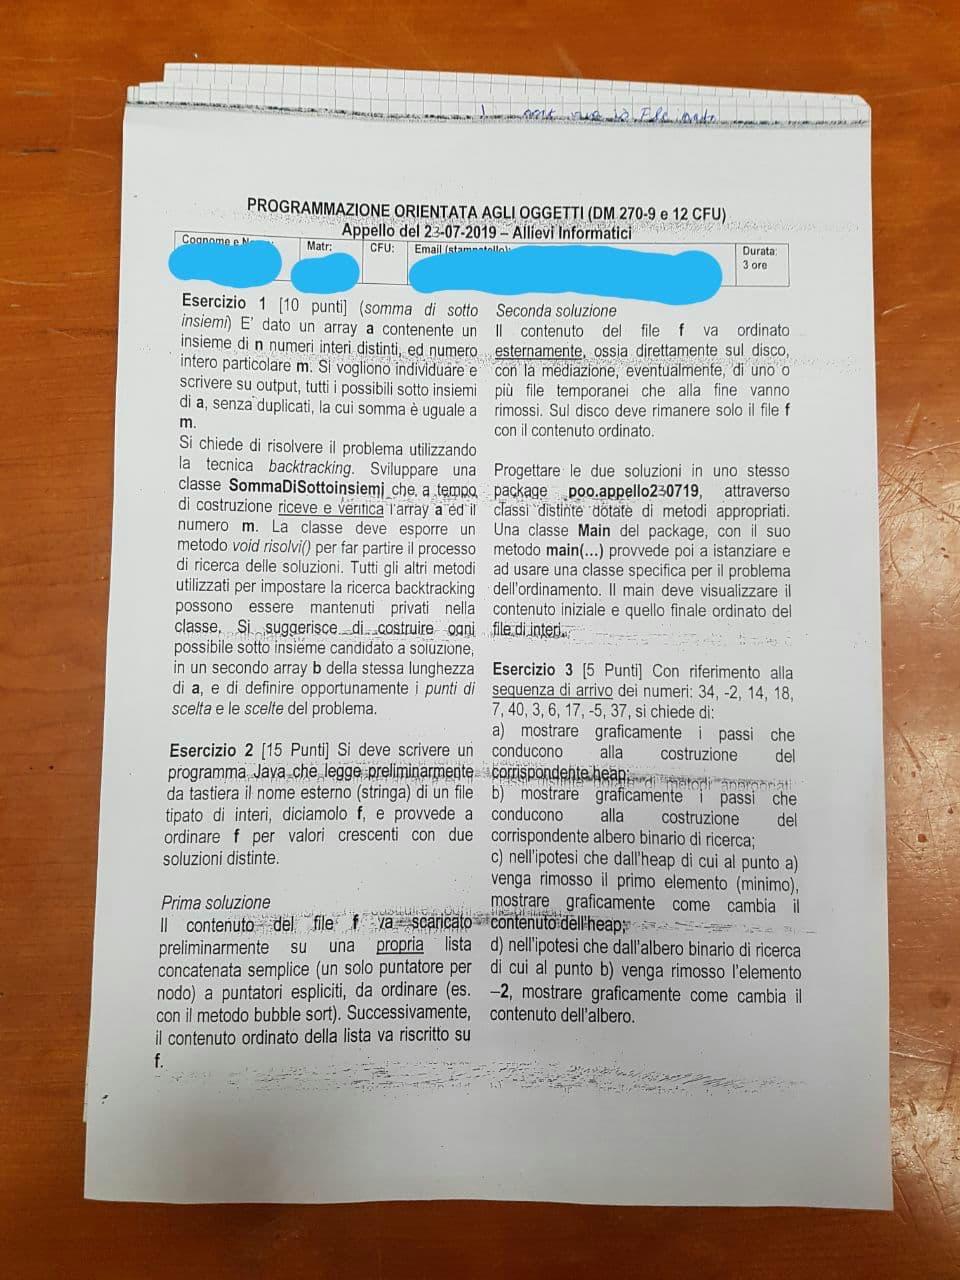 PROGRAMMAZIONE ORIENTATA AGLI OGGETTI (DM 270-9 e 12 CFU)
Appello del 23-07-2019 – Allievi Informatici
Cognome e
Matr:
CFU:
Email (stampatello):
Durata:
3 ore
Esercizio 1 [10 punti] (somma di sotto
insiemi) E' dato un array a contenente un
insieme di n numeri interi distinti, ed numero
intero particolare m. Si vogliono individuare e
scrivere su output, tutti i possibili sotto insiemi
di a, senza duplicati, la cui somma è uguale a
m.
Si chiede di risolvere il problema utilizzando
la tecnica backtracking. Sviluppare una
classe SommaDiSottoinsiemi che, a tempo
di costruzione riceve e verifica l'array a ed il
numero m. La classe deve esporre un
metodo void risolvi() per far partire il processo
di ricerca delle soluzioni. Tutti gli altri metodi
utilizzati per impostare la ricerca backtracking
possono essere mantenuti privati nella
classe. Si suggerisce di costruire ogni
possibile sotto insieme candidato a soluzione,
in un secondo array b della stessa lunghezza
di a, e di definire opportunamente i punti di
scelta e le scelte del problema.
Esercizio 2 [15 Punti] Si deve scrivere un
programma Java che legge preliminarmente
da tastiera il nome esterno (stringa) di un file
tipato di interi, diciamolo f, e provvede a
ordinare f per valori crescenti con due
soluzioni distinte.
Prima soluzione
Il contenuto del file f va scaricato
preliminarmente su una propria lista
concatenata semplice (un solo puntatore per
nodo) a puntatori espliciti, da ordinare (es.
con il metodo bubble sort). Successivamente,
il contenuto ordinato della lista va riscritto su
f.
Seconda soluzione
Il contenuto del file f va ordinato
esternamente, ossia direttamente sul disco,
con la mediazione, eventualmente, di uno o
più file temporanei che alla fine vanno
rimossi. Sul disco deve rimanere solo il file f
con il contenuto ordinato.
Progettare le due soluzioni in uno stesso
package poo.appello230719, attraverso
classi distinte dotate di metodi appropriati.
Una classe Main del package, con il suo
metodo main(...) provvede poi a istanziare e
ad usare una classe specifica per il problema
dell'ordinamento. Il main deve visualizzare il
contenuto iniziale e quello finale ordinato del
file di interi.
Esercizio 3 [5 Punti] Con riferimento alla
sequenza di arrivo dei numeri: 34, -2, 14, 18,
7, 40, 3, 6, 17, -5, 37, si chiede di:
a) mostrare graficamente i passi che
conducono alla costruzione del
corrispondente heap;
b) mostrare graficamente i passi che
conducono alla costruzione del
corrispondente albero binario di ricerca;
c) nell'ipotesi che dall'heap di cui al punto a)
venga rimosso il primo elemento (minimo),
mostrare graficamente come cambia il
contenuto dell'heap;
d) nell'ipotesi che dall'albero binario di ricerca
di cui al punto b) venga rimosso l'elemento
–2, mostrare graficamente come cambia il
contenuto dell'albero.